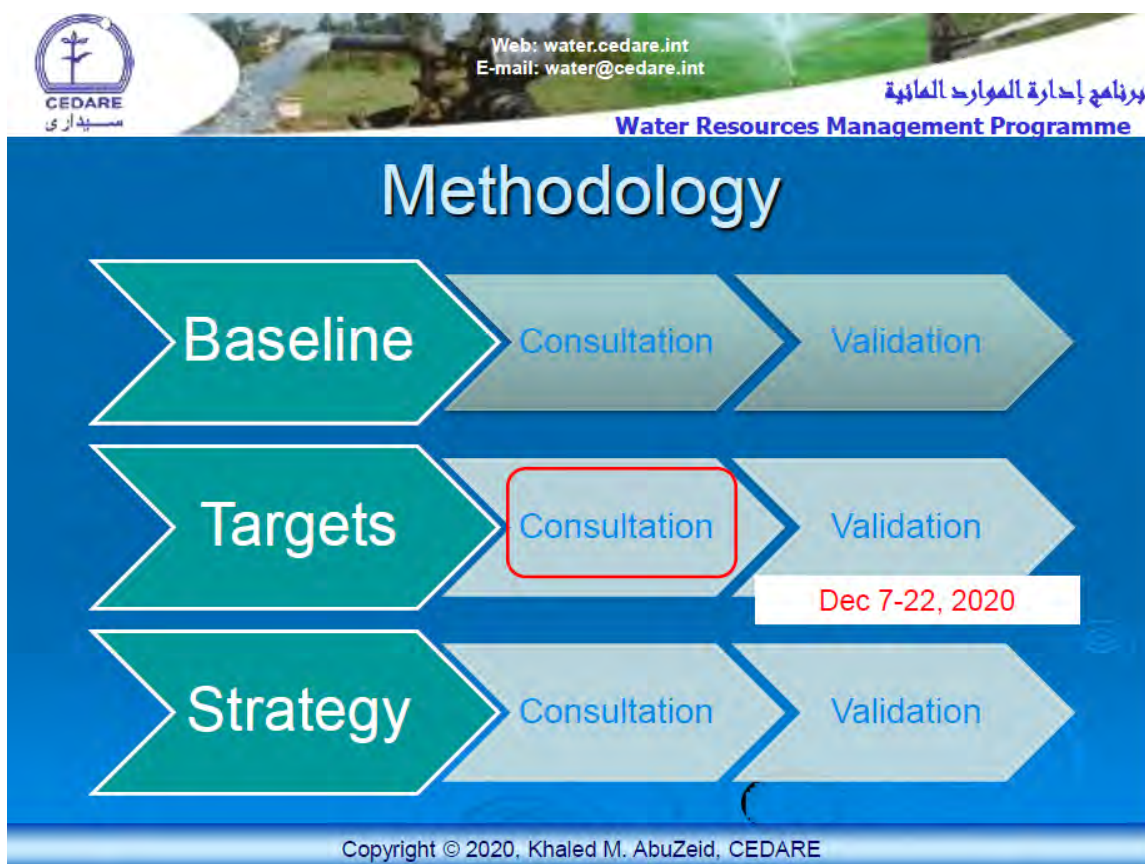 Web: water.cedare.int
E-mail: water@cedare.int
CEDARE
سيدارى
برنامج إدارة الموارد المائية
Water Resources Management Programme
Methodology
Baseline
Consultation
Validation
Targets
Consultation
Validation
Dec 7-22, 2020
Strategy
Consultation
Validation
Copyright © 2020, Khaled M. AbuZeid, CEDARE